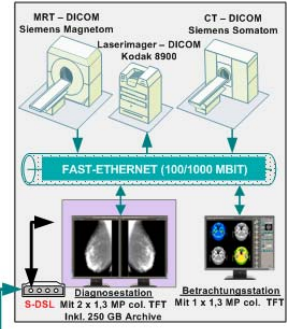 MRT – DICOM
Siemens Magnetom
CT – DICOM
Siemens Somatom
Laserimager – DICOM
Kodak 8900
FAST-ETHERNET (100/1000 MBIT)
S-DSL
Diagnosestation
Mit 2 x 1,3 MP col. TFT
Inkl. 250 GB Archive
Betrachtungsstation
Mit 1 x 1,3 MP col. TFT